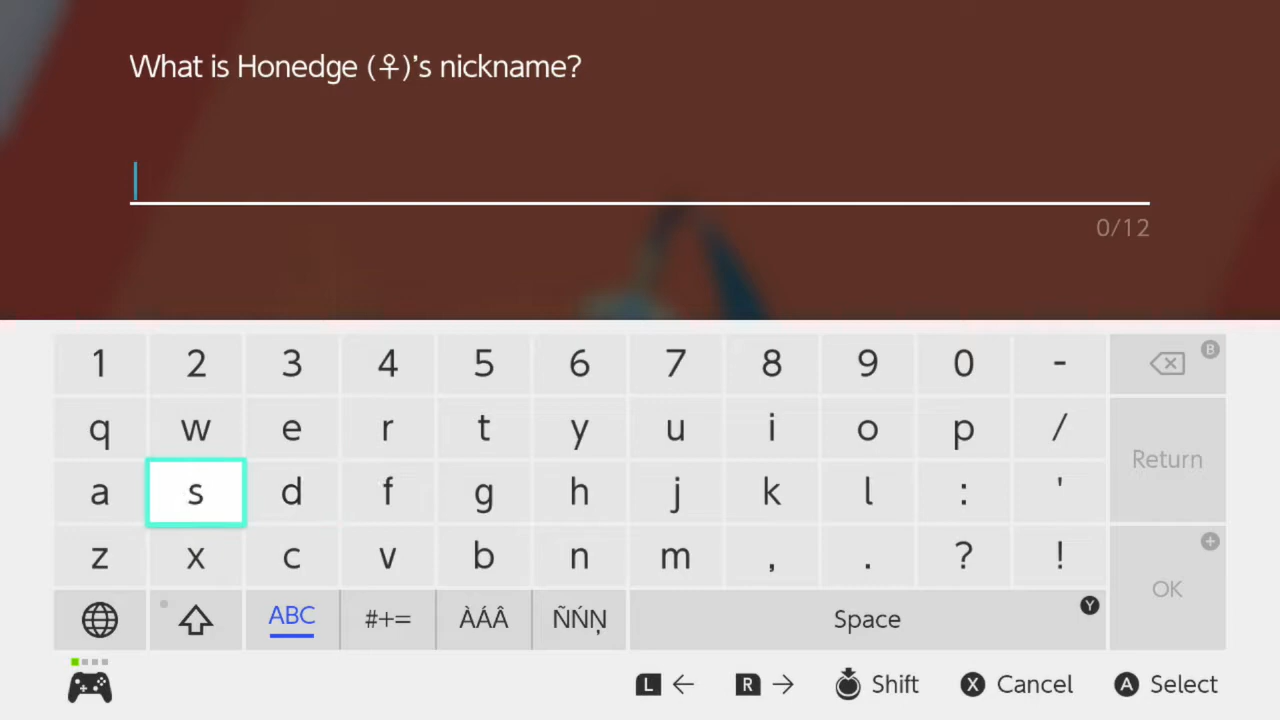 What is Honedge (♀)'s nickname?
0/12
1 2 3 4 5 6 7 8 9 0 - B
q w e r t y u i o p /
Return
a s d f g h j k l : '
z x c v b n m , . ? ! +
OK
ABC #+= ÀÁÂ ÑŃŅ Space Y
L ← R → Shift X Cancel A Select